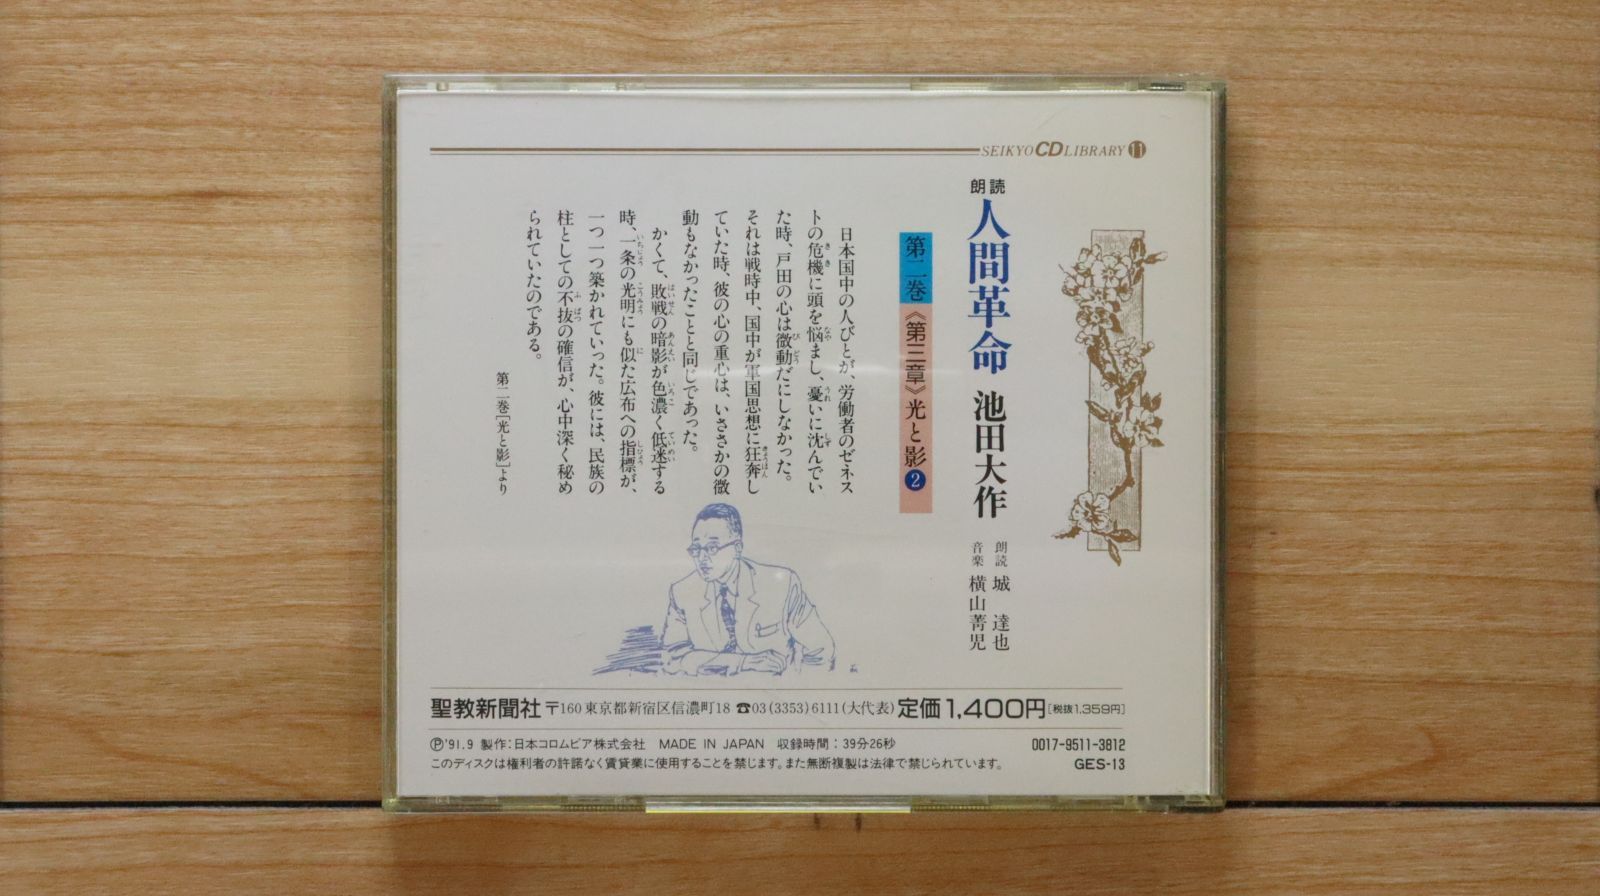 SEIKYO CD LIBRARY 11
朗読
人間革命 池田大作
朗読 城 達也
音楽 横山菁児
第二巻《第三章》光と影2
日本国中の人びとが、労働者のゼネス
トの危機に頭を悩まし、憂いに沈んでい
た時、戸田の心は微動だにしなかった。
それは戦時中、国中が軍国思想に狂奔し
ていた時、彼の心の重心は、いささかの微
動もなかったことと同じであった。
かくて、敗戦の暗影が色濃く低迷する
時、一条の光明にも似た広布への指標が、
一つ一つ築かれていった。彼には、民族の
柱としての不抜の確信が、心中深く秘め
られていたのである。
第二巻[光と影]より
聖教新聞社 〒160 東京都新宿区信濃町18 ☎03(3353)6111(大代表) 定価1,400円[税抜1,359円]
Ⓟ'91.9 製作:日本コロムビア株式会社 MADE IN JAPAN 収録時間:39分26秒 0017-9511-3812
このディスクは権利者の許諾なく賃貸業に使用することを禁じます。また無断複製は法律で禁じられています。 GES-13